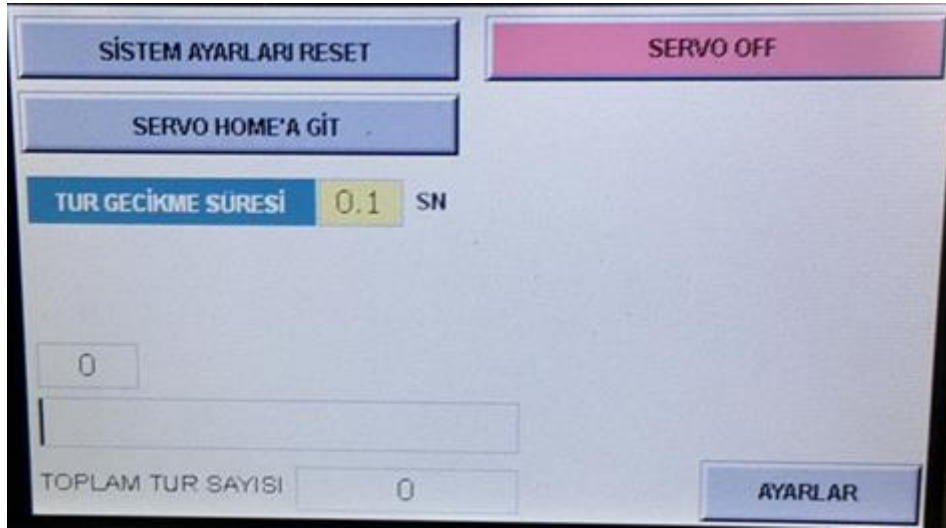 SİSTEM AYARLARI RESET
SERVO OFF
SERVO HOME'A GİT
TUR GECİKME SÜRESİ 0.1 SN
0
TOPLAM TUR SAYISI 0
AYARLAR